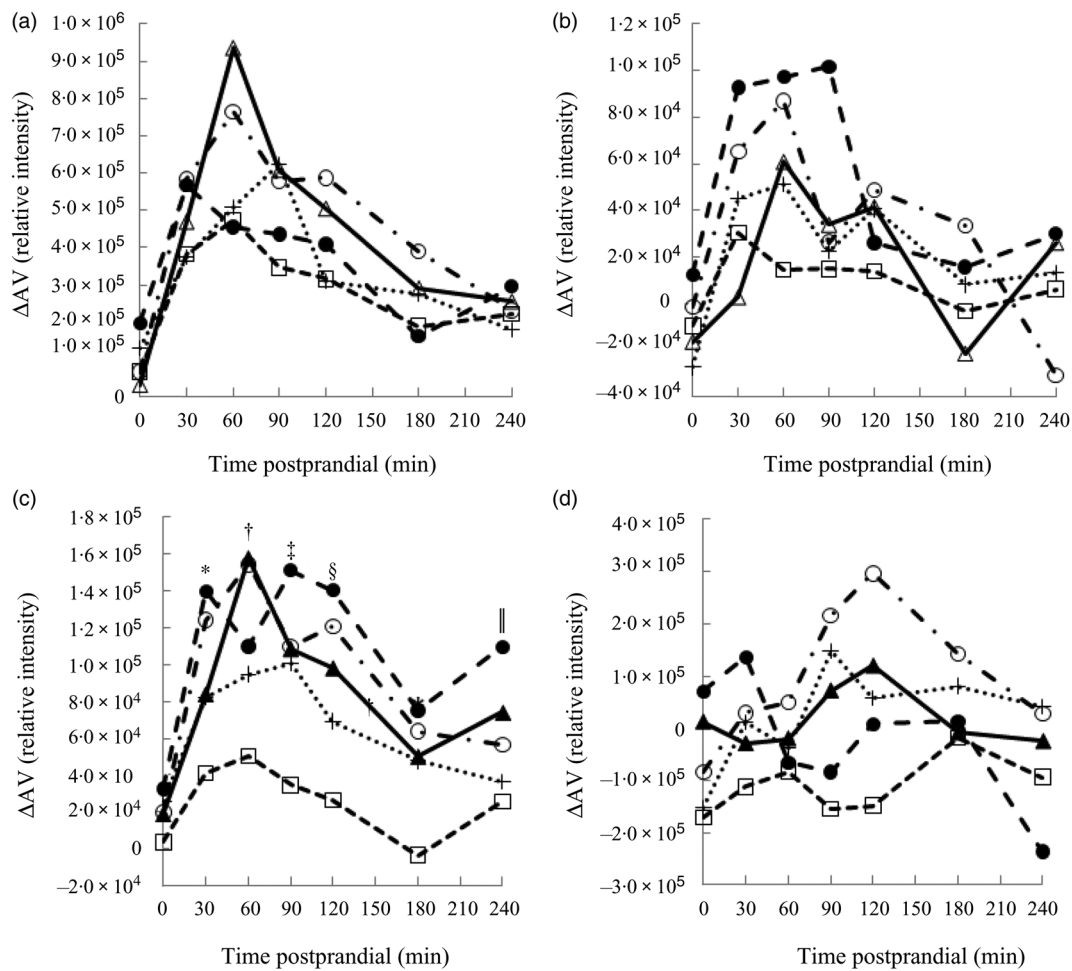 (a)
1·0 × 10⁶
9·0 × 10⁵
8·0 × 10⁵
7·0 × 10⁵
6·0 × 10⁵
5·0 × 10⁵
4·0 × 10⁵
3·0 × 10⁵
2·0 × 10⁵
1·0 × 10⁵
0
ΔAV (relative intensity)
0 30 60 90 120 150 180 210 240
Time postprandial (min)
(b)
1·2 × 10⁵
1·0 × 10⁵
8·0 × 10⁴
6·0 × 10⁴
4·0 × 10⁴
2·0 × 10⁴
0
−2·0 × 10⁴
−4·0 × 10⁴
ΔAV (relative intensity)
0 30 60 90 120 150 180 210 240
Time postprandial (min)
(c)
1·8 × 10⁵
1·6 × 10⁵
1·4 × 10⁵
1·2 × 10⁵
1·0 × 10⁵
8·0 × 10⁴
6·0 × 10⁴
4·0 × 10
2·0 × 10⁴
0
−2·0 × 10⁴
ΔAV (relative intensity)
* † ‡ § ‖
0 30 60 90 120 150 180 210 240
Time postprandial (min)
(d)
4·0 × 10⁵
3·0 × 10⁵
2·0 × 10⁵
1·0 × 10⁵
0
−1·0 × 10⁵
−2·0 × 10⁵
−3·0 × 10⁵
ΔAV (relative intensity)
0 30 60 90 120 150 180 210 240
Time postprandial (min)